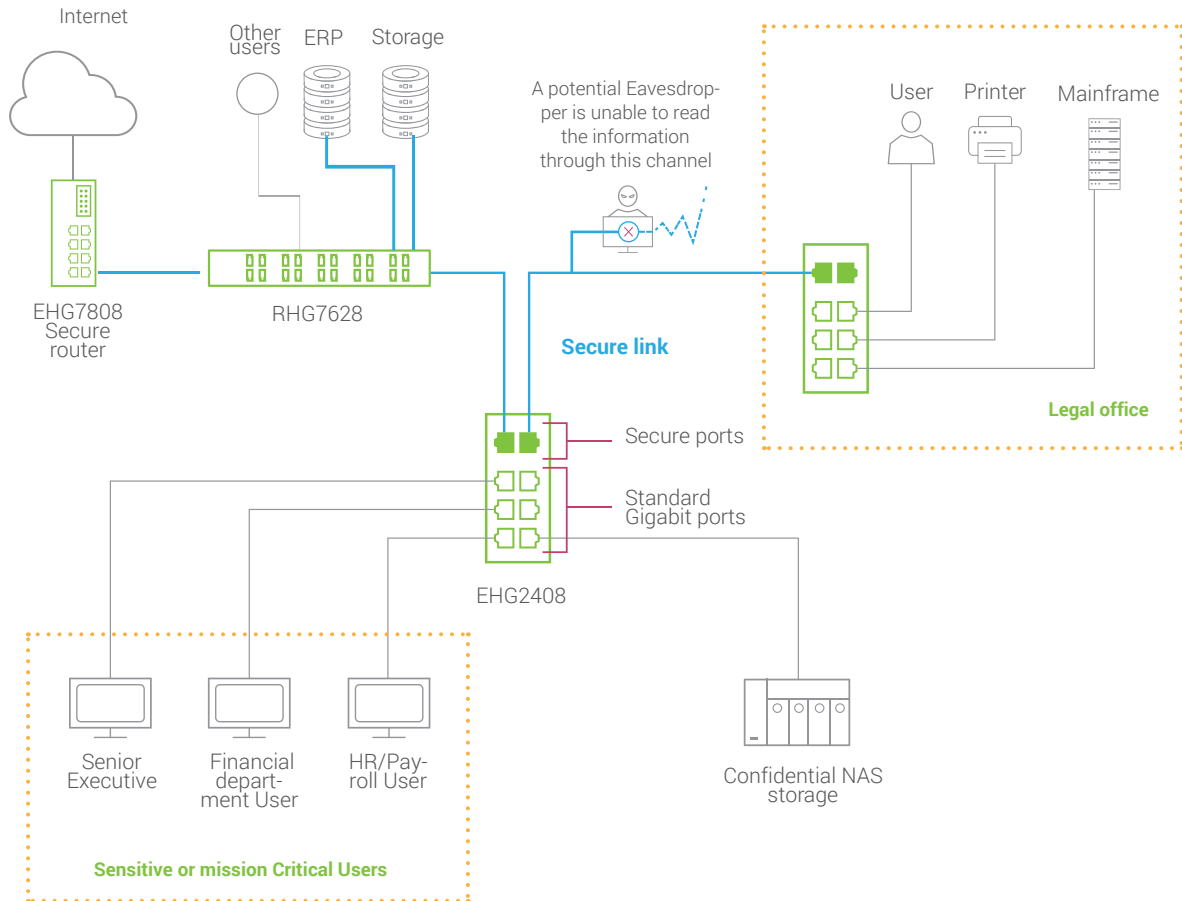 Internet
Other
users
ERP
Storage
A potential Eavesdrop-
per is unable to read
the information
through this channel
User
Printer
Mainframe
EHG7808
Secure
router
RHG7628
Secure link
Legal office
Secure ports
Standard
Gigabit ports
EHG2408
Senior
Executive
Financial
depart-
ment User
HR/Pay-
roll User
Confidential NAS
storage
Sensitive or mission Critical Users